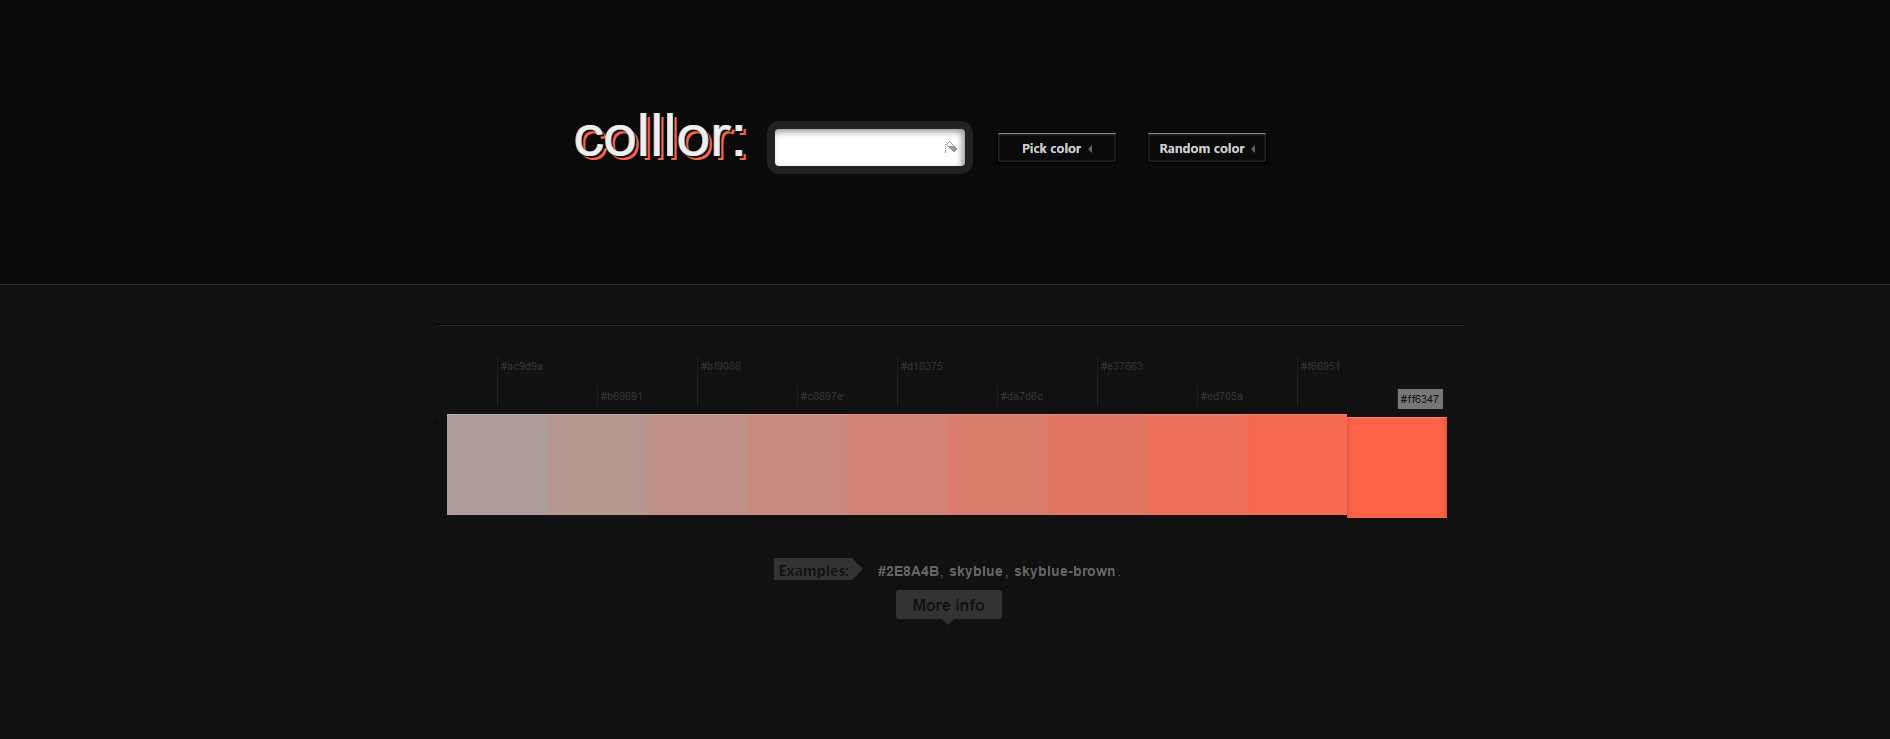 colllor:
Pick color
Random color
#ac9d9a #bf9088 #d18375 #e37663 #f66951
#b69691 #c8897e #da7d6c #ed705a #ff6347
Examples: #2E8A4B, skyblue, skyblue-brown.
More info